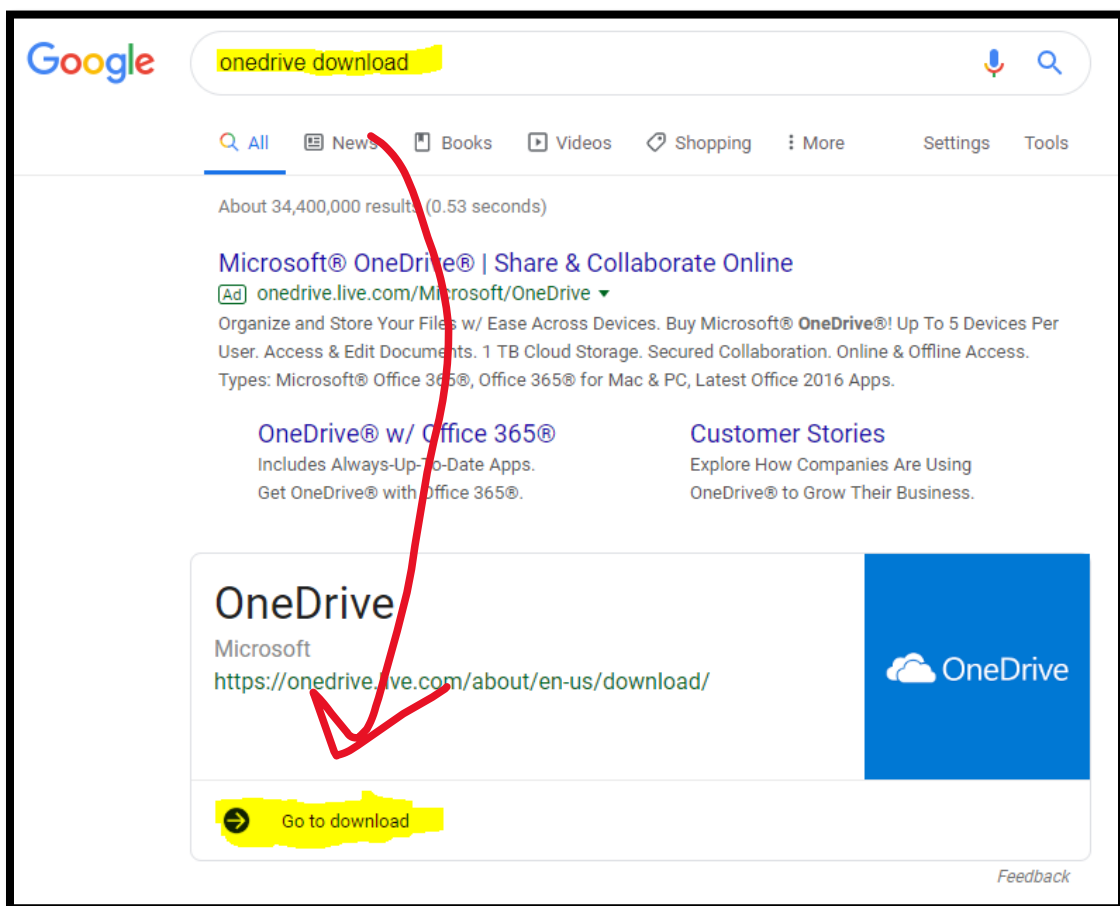 Google
onedrive download
All News Books Videos Shopping More Settings Tools
About 34,400,000 results (0.53 seconds)
Microsoft® OneDrive® | Share & Collaborate Online
Ad onedrive.live.com/Microsoft/OneDrive
Organize and Store Your Files w/ Ease Across Devices. Buy Microsoft® OneDrive®! Up To 5 Devices Per
User. Access & Edit Documents. 1 TB Cloud Storage. Secured Collaboration. Online & Offline Access.
Types: Microsoft® Office 365®, Office 365® for Mac & PC, Latest Office 2016 Apps.
OneDrive® w/ Office 365®
Includes Always-Up-To-Date Apps.
Get OneDrive® with Office 365®.
Customer Stories
Explore How Companies Are Using
OneDrive® to Grow Their Business.
OneDrive
Microsoft
https://onedrive.live.com/about/en-us/download/
OneDrive
Go to download
Feedback